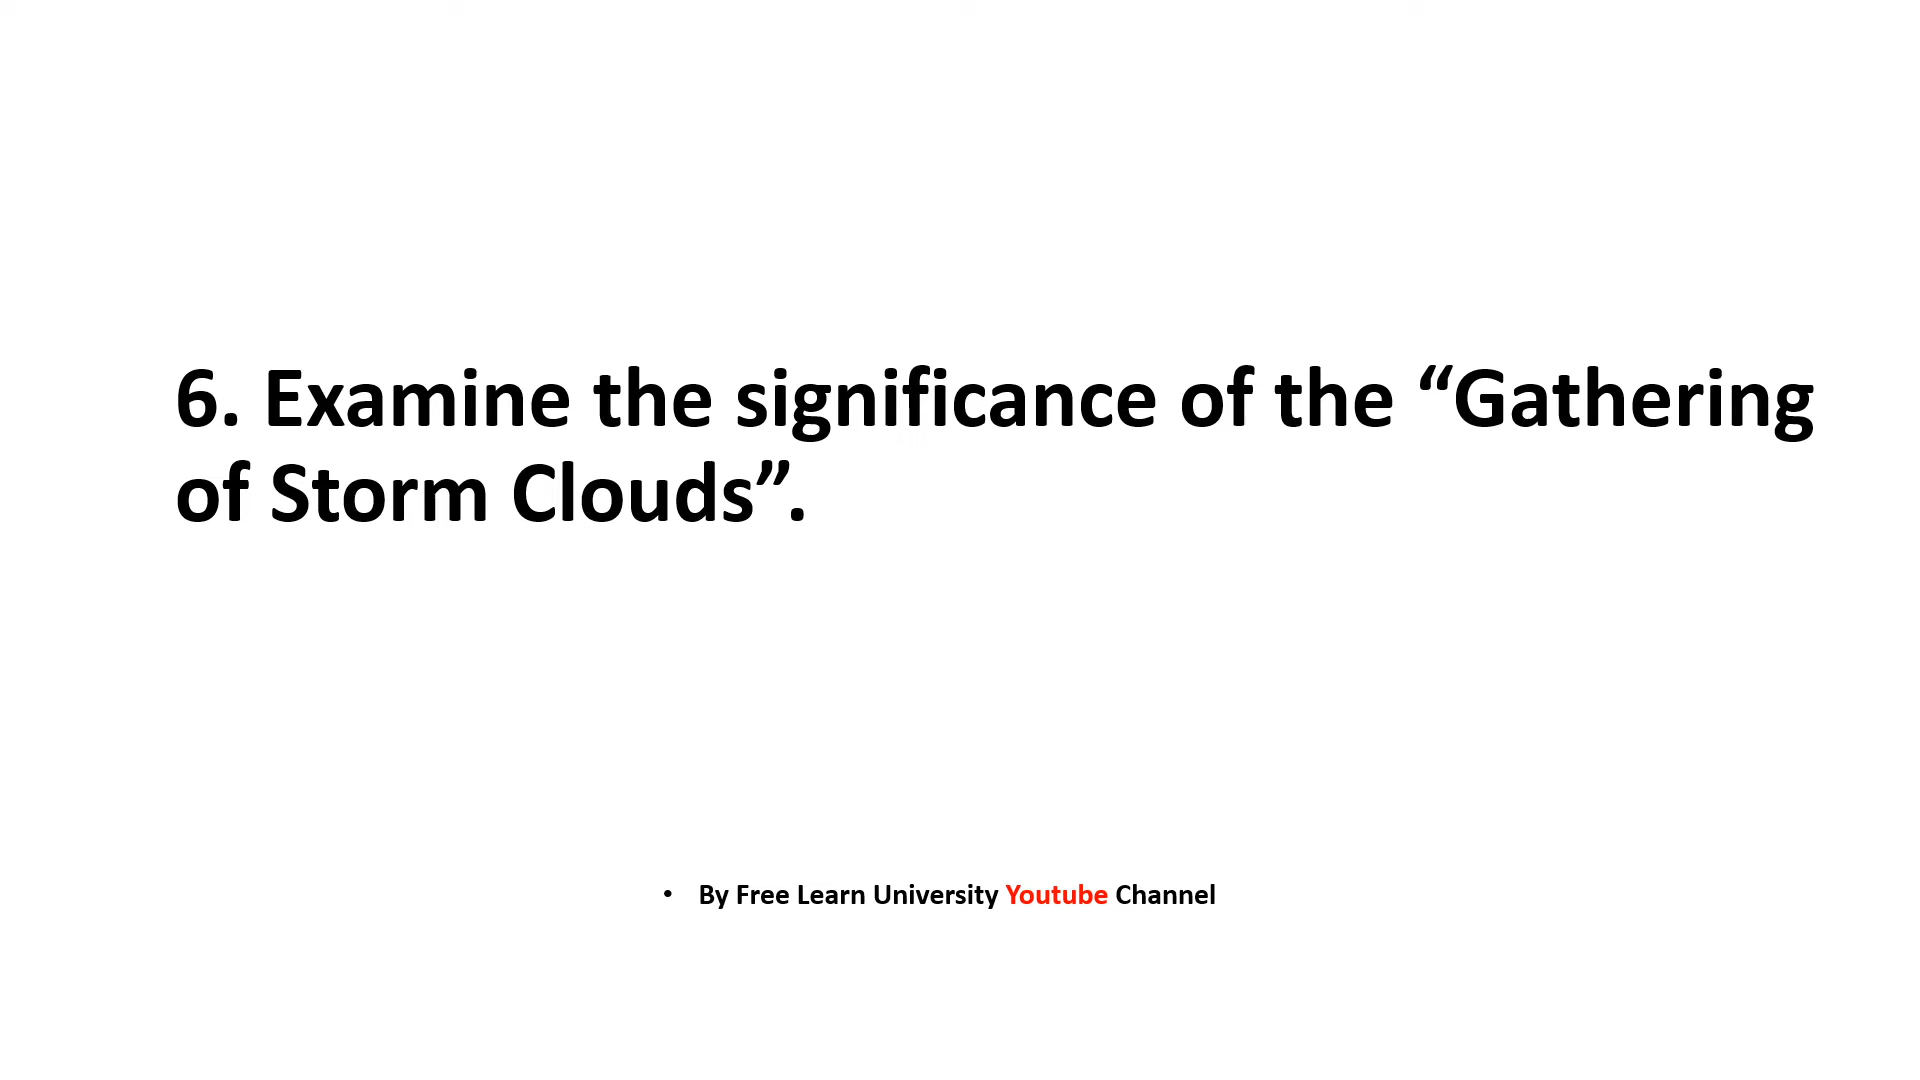 6. Examine the significance of the “Gathering
of Storm Clouds”.
• By Free Learn University Youtube Channel